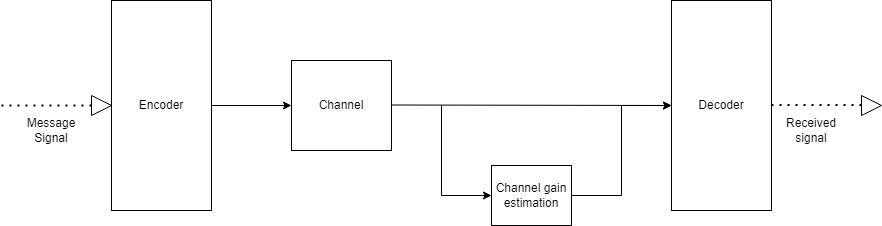 Message
Signal
Encoder
Channel
Channel gain
estimation
Decoder
Received
signal